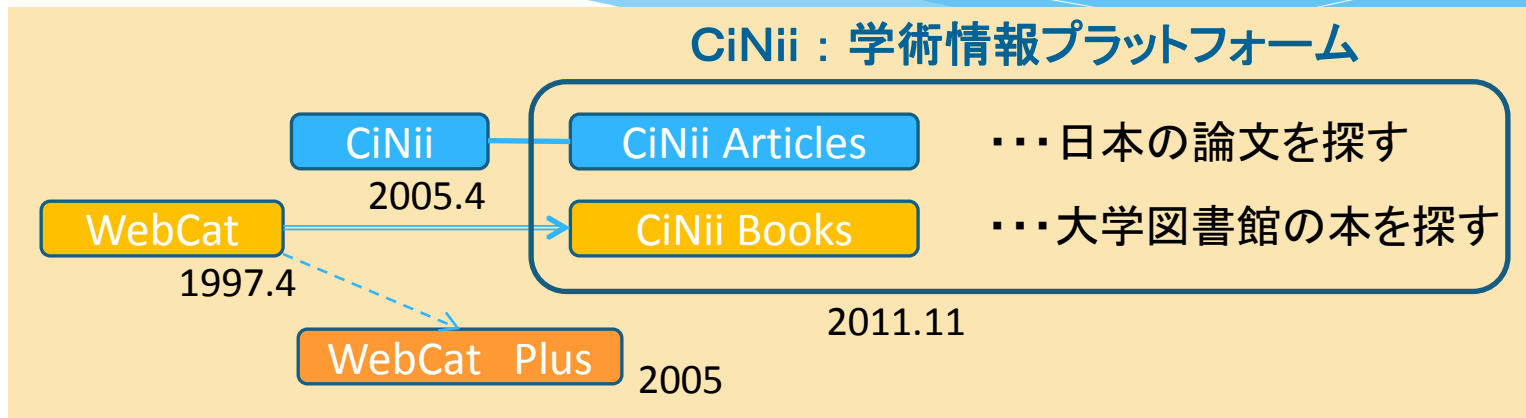 CiNii：学術情報プラットフォーム
CiNii
CiNii Articles
・・・日本の論文を探す
2005.4
WebCat
CiNii Books
・・・大学図書館の本を探す
1997.4
2011.11
WebCat Plus
2005